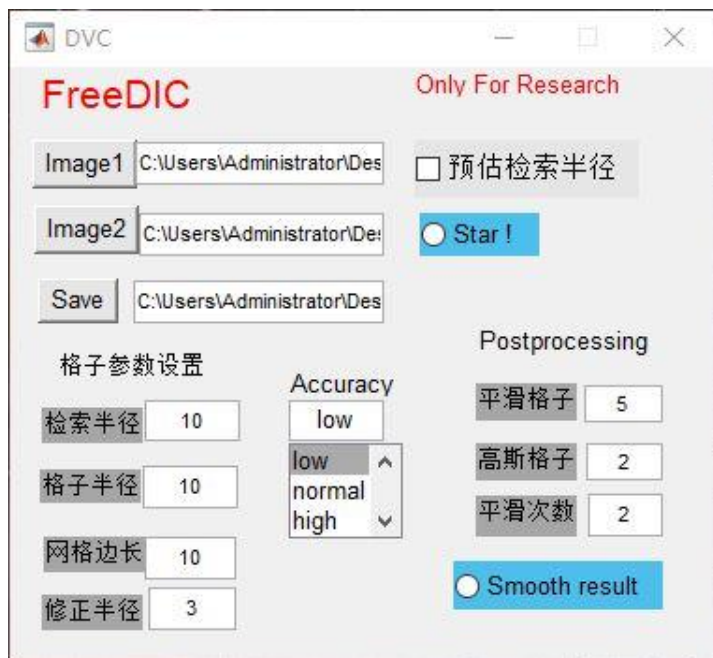 DVC
FreeDIC
Only For Research
Image1 C:\Users\Administrator\Des
预估检索半径
Image2 C:\Users\Administrator\Des
Star !
Save C:\Users\Administrator\Des
格子参数设置
检索半径 10
格子半径 10
网格边长 10
修正半径 3
Accuracy
low
low
normal
high
Postprocessing
平滑格子 5
高斯格子 2
平滑次数 2
Smooth result